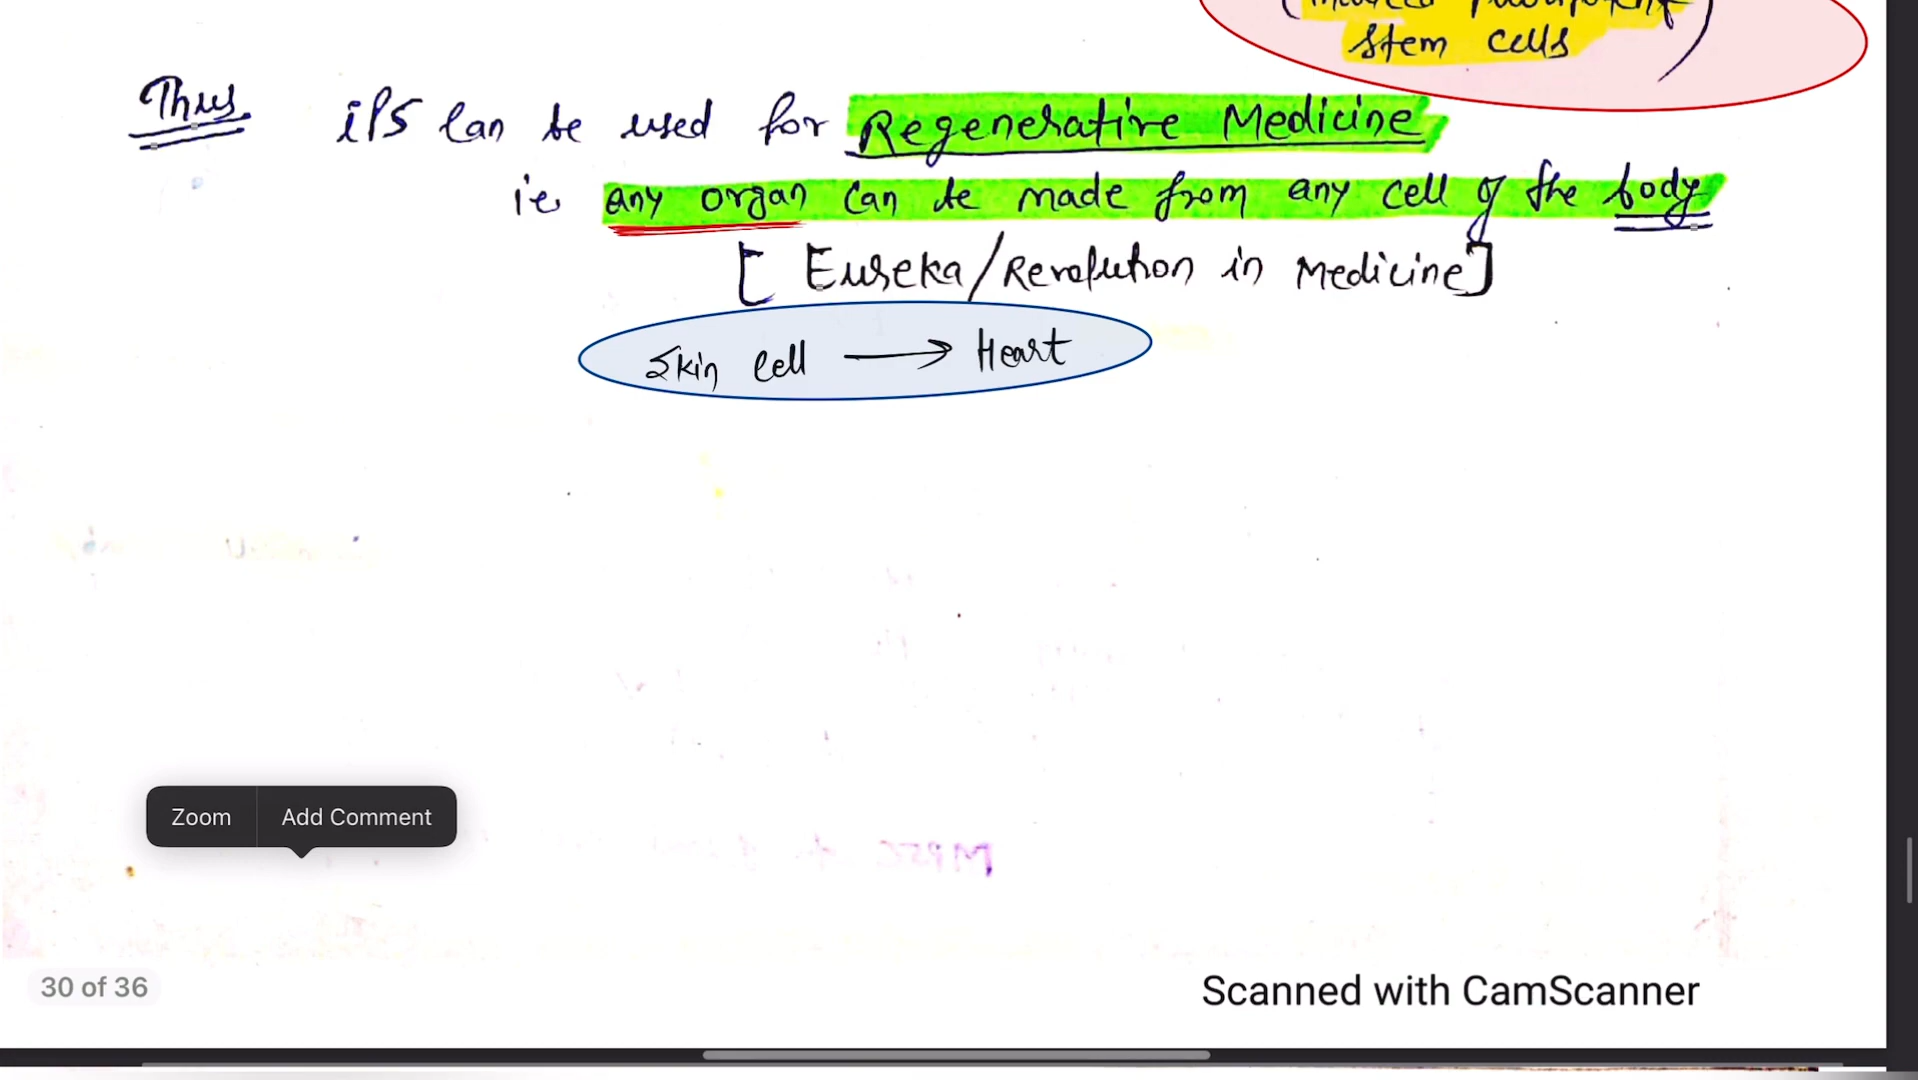 stem cells
Thus iPS can be used for Regenerative Medicine
i.e. any organ can be made from any cell of the body
[ Eureka/Revolution in Medicine]
Skin Cell → Heart
Zoom Add Comment
30 of 36
Scanned with CamScanner